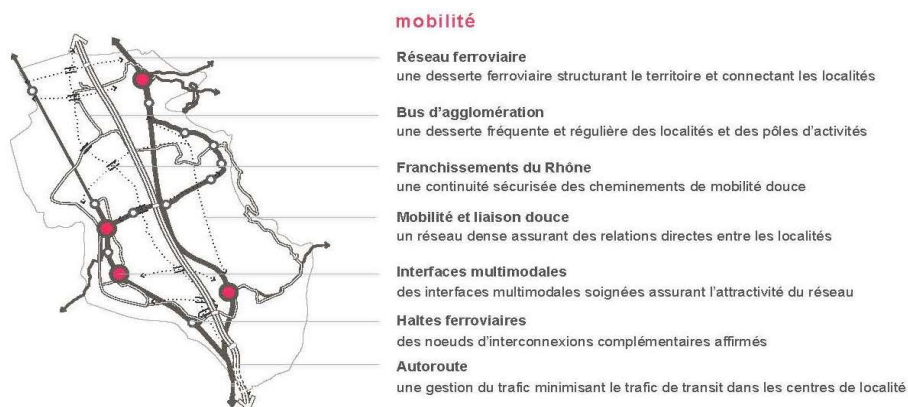 mobilité
Réseau ferroviaire
une desserte ferroviaire structurant le territoire et connectant les localités
Bus d'agglomération
une desserte fréquente et régulière des localités et des pôles d'activités
Franchissements du Rhône
une continuité sécurisée des cheminements de mobilité douce
Mobilité et liaison douce
un réseau dense assurant des relations directes entre les localités
Interfaces multimodales
des interfaces multimodales soignées assurant l'attractivité du réseau
Haltes ferroviaires
des noeuds d'interconnexions complémentaires affirmés
Autoroute
une gestion du trafic minimisant le trafic de transit dans les centres de localité